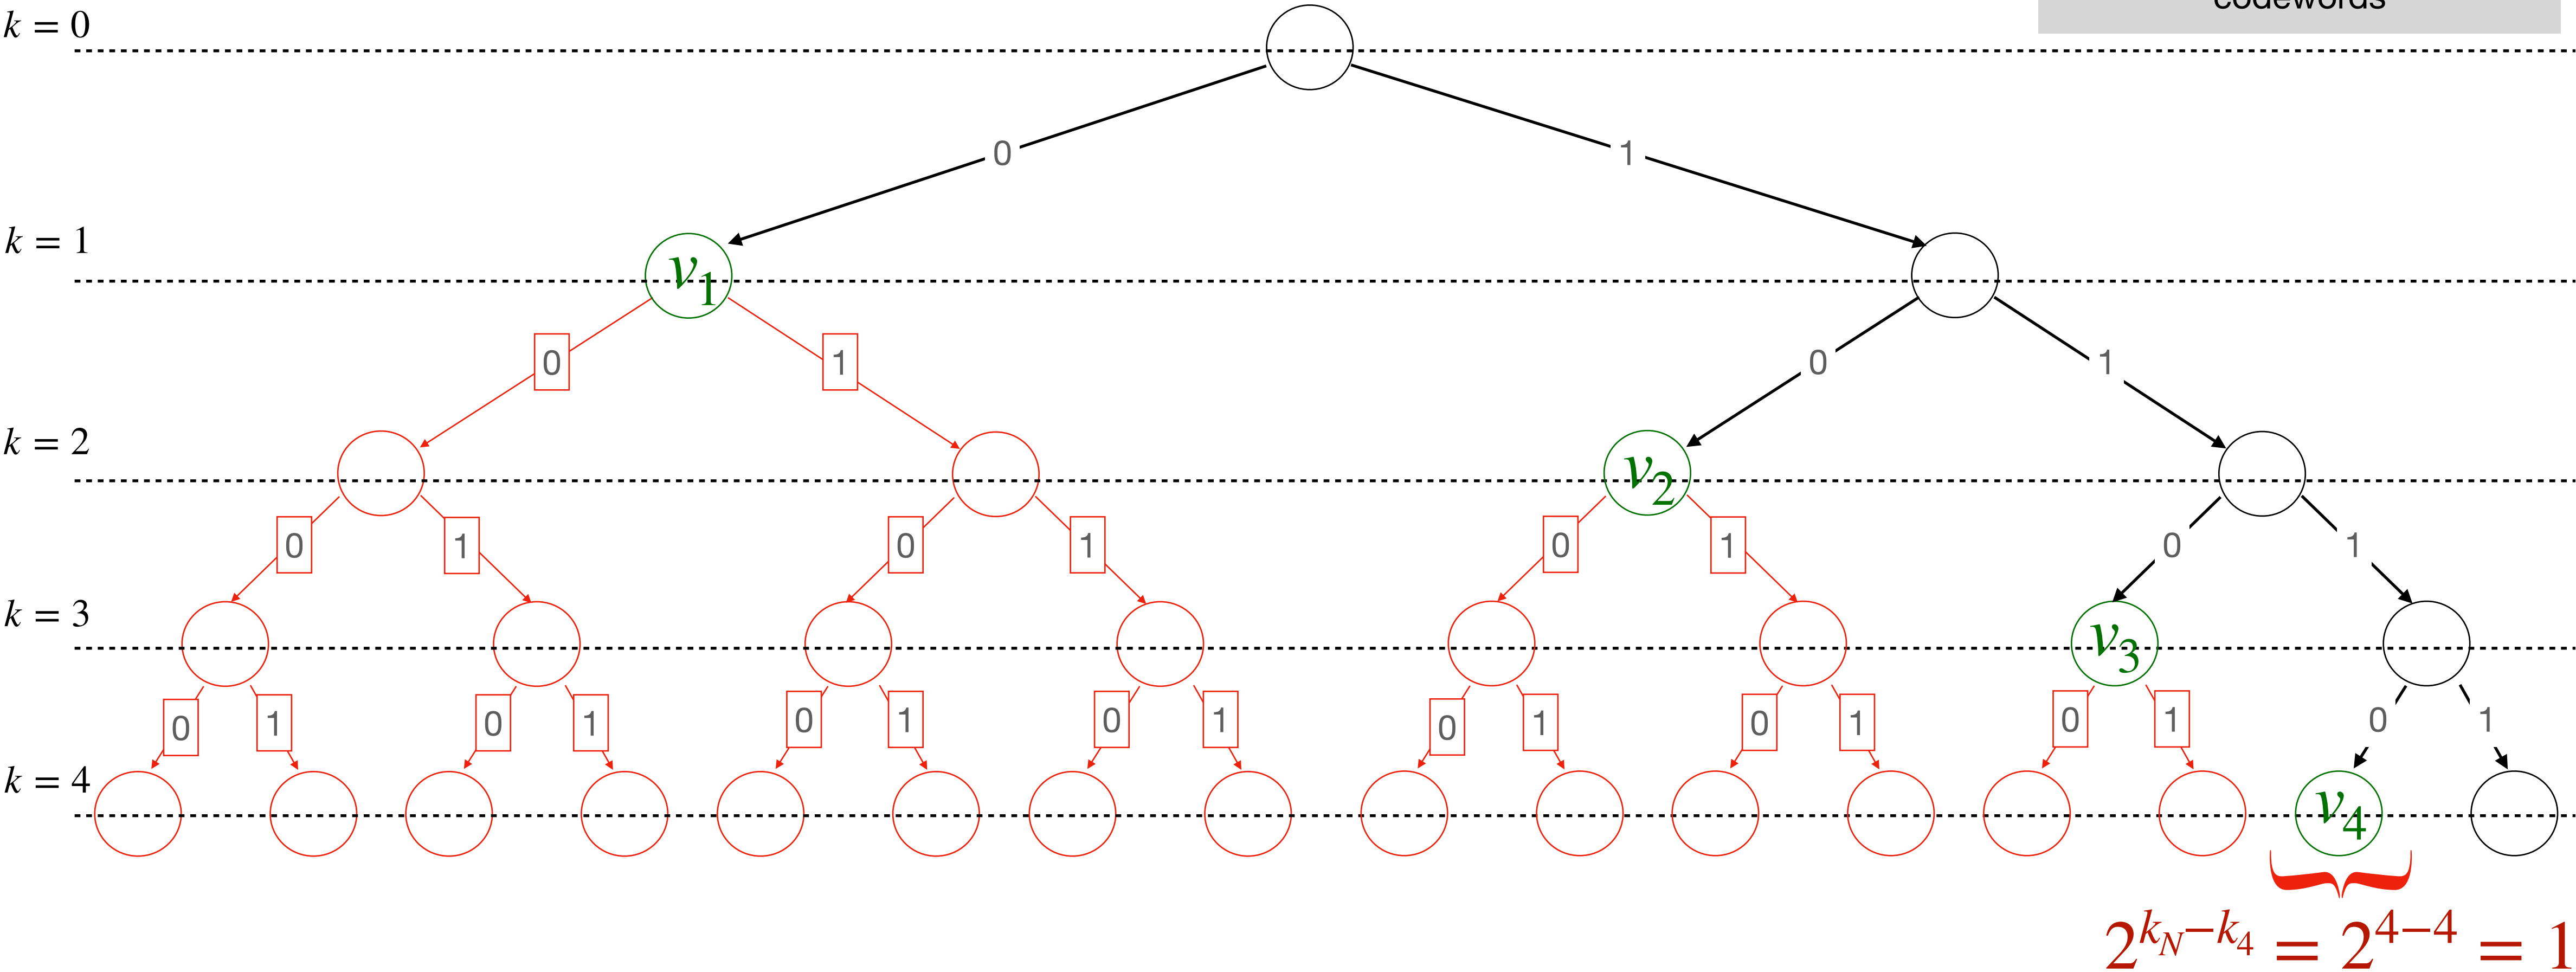 codewords
k = 0
0 1
k = 1
v₁
0 1 0 1
k = 2
v₂
0 1 0 1 0 1 0 1
k = 3
v₃
0 1 0 1 0 1 0 1 0 1 0 1 0 1 0 1
k = 4
v₄
2^{k_N−k_4} = 2^{4−4} = 1